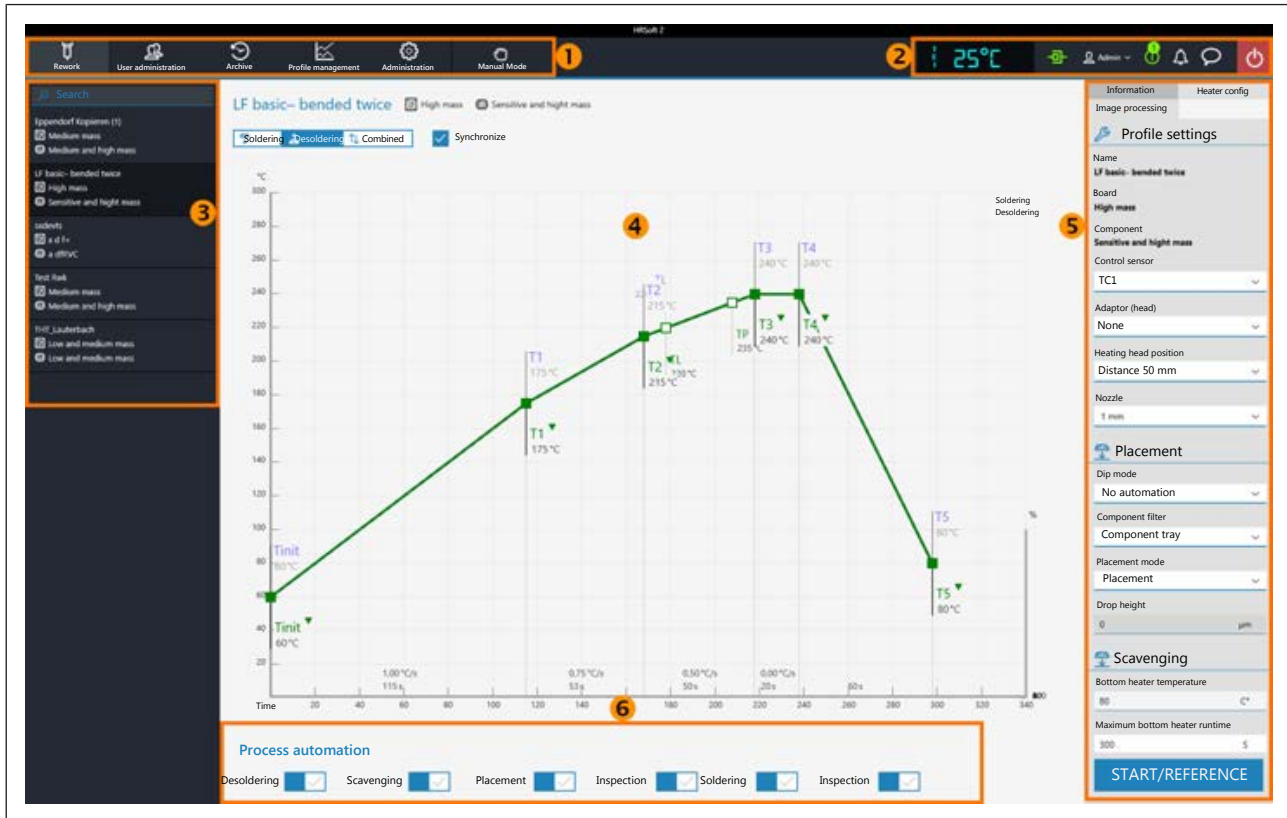 HRSoft 2
Rework
User administration
Archive
Profile management
Administration
Manual Mode
1
2
25°C
Admin
1
Search
Eppendorf Kopieren (1)
Medium mass
Medium and high mass
LF basic- bended twice
High mass
Sensitive and hight mass
3
a d f+
a dfRVC
Medium mass
Medium and high mass
THT_Lauterbach
Low and medium mass
Low and medium mass
LF basic– bended twice High mass Sensitive and hight mass
Soldering Desoldering Combined Synchronize
°C
300
280
260
240
220
200
180
160
140
120
100
80
60
40
20
Soldering
Desoldering
4
T3 T4
240°C 240°C
TL
T2
215°C
T3 T4
240°C 240°C
TP
235°C
T2 TL
215°C
T1
175°C
T1
175°C
T5
80°C
T5
80°C
Tinit
60°C
Tinit
60°C
%
1,00°C/s 0,75°C/s 0,50°C/s 0,00°C/s
115 s 53 s 50 s 20 s 60 s
Time 20 40 60 80 100 120 140 180 200 220 240 260 280 300 320 340
6
Process automation
Desoldering Scavenging Placement Inspection Soldering Inspection
5
Information Heater config
Image processing
Profile settings
Name
LF basic- bended twice
Board
High mass
Component
Sensitive and hight mass
Control sensor
TC1
Adaptor (head)
None
Heating head position
Distance 50 mm
Nozzle
1 mm
Placement
Dip mode
No automation
Component filter
Component tray
Placement mode
Placement
Drop height
0 µm
Scavenging
Bottom heater temperature
80 C°
Maximum bottom heater runtime
300 S
START/REFERENCE